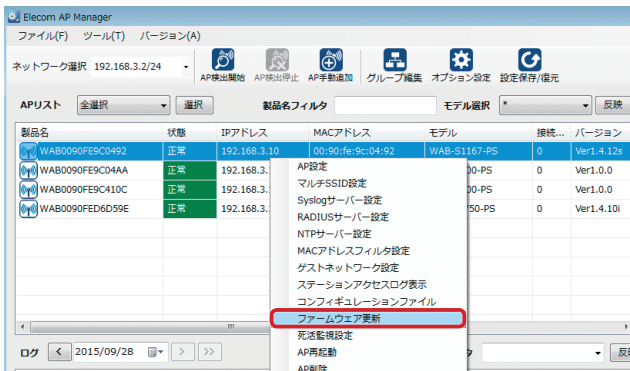 Elecom AP Manager
ファイル(F) ツール(T) バージョン(A)
ネットワーク選択 192.168.3.2/24
AP検出開始 AP検出停止 AP手動追加 グループ編集 オプション設定 設定保存/復元
APリスト 全選択 選択 製品名フィルタ モデル選択 * 反映
製品名 状態 IPアドレス MACアドレス モデル 接続... バージョン
WAB0090FE9C0492 正常 192.168.3.10 00:90:fe:9c:04:92 WAB-S1167-PS 0 Ver1.4.12s
WAB0090FE9C04AA 正常 192.168.3. 00-PS 0 Ver1.0.0
WAB0090FE9C410C 正常 192.168.3. 00-PS 0 Ver1.0.0
WAB0090FED6D59E 正常 192.168.3. 750-PS 0 Ver1.4.10i
AP設定
マルチSSID設定
Syslogサーバー設定
RADIUSサーバー設定
NTPサーバー設定
MACアドレスフィルタ設定
ゲストネットワーク設定
ステーションアクセスログ表示
コンフィギュレーションファイル
ファームウェア更新
死活監視設定
AP再起動
AP削除
ログ < 2015/09/28 > >>